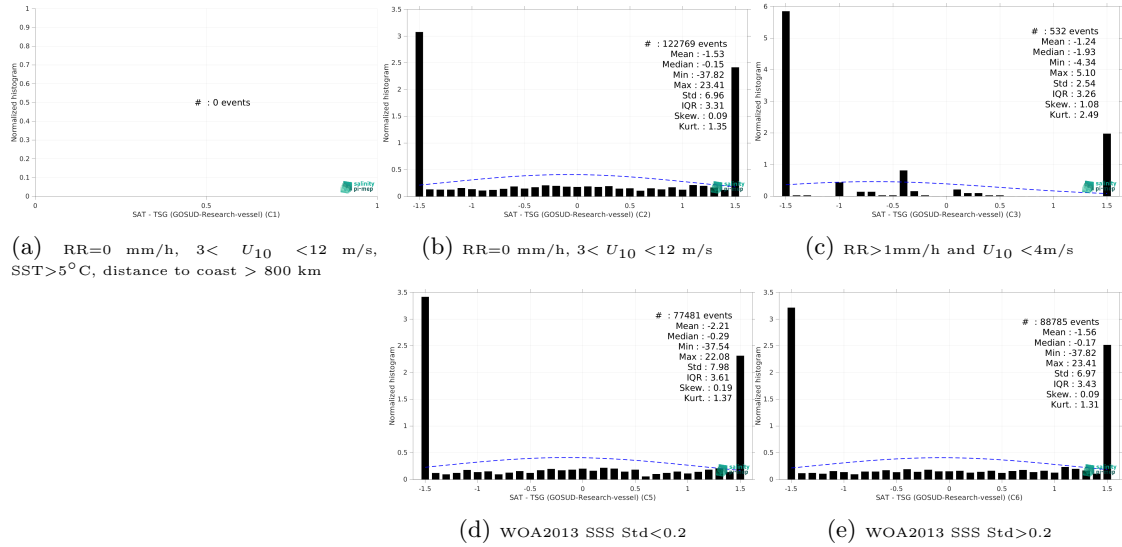 1
0.9
0.8
0.7
0.6
0.5
0.4
0.3
0.2
0.1
0
Normalized histogram
# : 0 events
0 0.5 1
SAT - TSG (GOSUD-Research-vessel) (C1)
salinity
pi-mep
(a) RR=0 mm/h, 3< U10 <12 m/s,
SST>5°C, distance to coast > 800 km
3.5
3
2.5
2
1.5
1
0.5
0
Normalized histogram
# : 122769 events
Mean : -1.53
Median : -0.15
Min : -37.82
Max : 23.41
Std : 6.96
IQR : 3.31
Skew. : 0.09
Kurt. : 1.35
salinity
pi-mep
-1.5 -1 -0.5 0 0.5 1 1.5
SAT - TSG (GOSUD-Research-vessel) (C2)
(b) RR=0 mm/h, 3< U10 <12 m/s
6
5
4
3
2
1
0
Normalized histogram
# : 532 events
Mean : -1.24
Median : -1.93
Min : -4.34
Max : 5.10
Std : 2.54
IQR : 3.26
Skew. : 1.08
Kurt. : 2.49
salinity
pi-mep
-1.5 -1 -0.5 0 0.5 1 1.5
SAT - TSG (GOSUD-Research-vessel) (C3)
(c) RR>1mm/h and U10 <4m/s
3.5
3
2.5
2
1.5
1
0.5
0
Normalized histogram
# : 77481 events
Mean : -2.21
Median : -0.29
Min : -37.54
Max : 22.08
Std : 7.98
IQR : 3.61
Skew. : 0.19
Kurt. : 1.37
salinity
pi-mep
-1.5 -1 -0.5 0 0.5 1 1.5
SAT - TSG (GOSUD-Research-vessel) (C5)
(d) WOA2013 SSS Std<0.2
3.5
3
2.5
2
1.5
1
0.5
0
Normalized histogram
# : 88785 events
Mean : -1.56
Median : -0.17
Min : -37.82
Max : 23.41
Std : 6.97
IQR : 3.43
Skew. : 0.09
Kurt. : 1.31
salinity
pi-mep
-1.5 -1 -0.5 0 0.5 1 1.5
SAT - TSG (GOSUD-Research-vessel) (C6)
(e) WOA2013 SSS Std>0.2